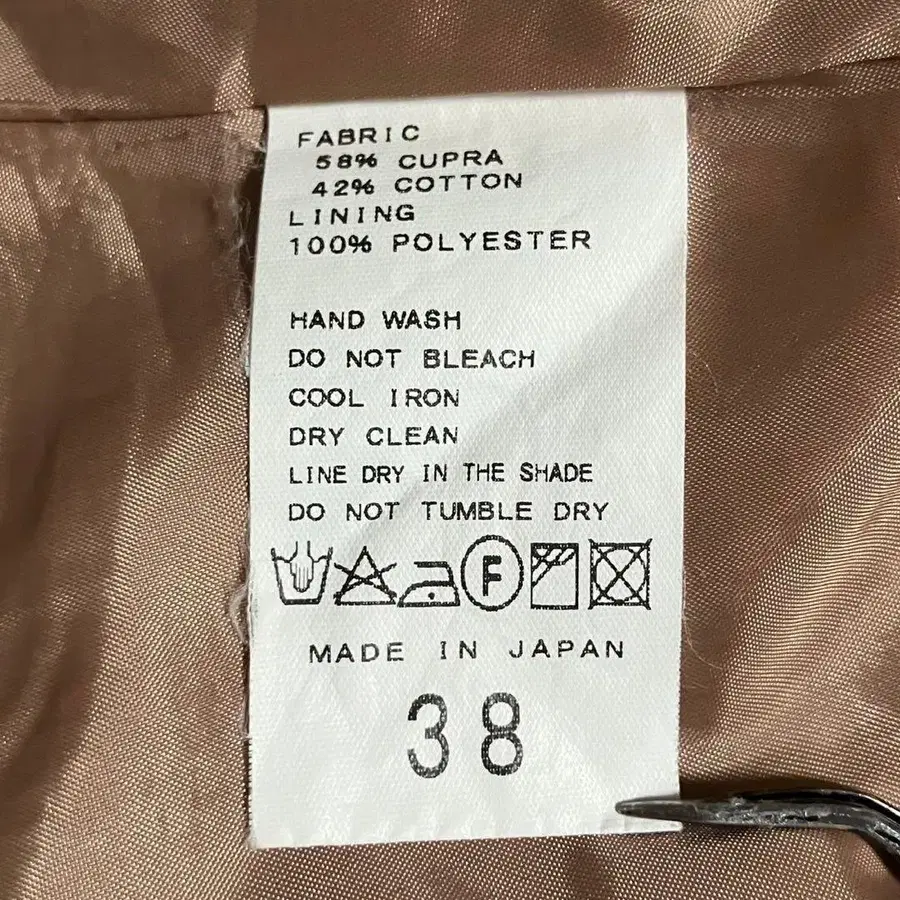 FABRIC
58% CUPRA
42% COTTON
LINING
100% POLYESTER
HAND WASH
DO NOT BLEACH
COOL IRON
DRY CLEAN
LINE DRY IN THE SHADE
DO NOT TUMBLE DRY
F
MADE IN JAPAN
38